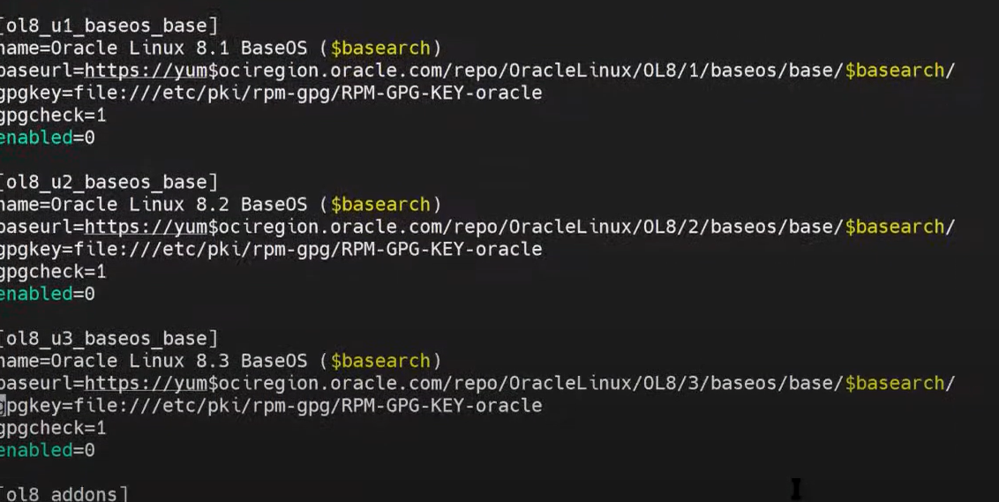 [ol8_u1_baseos_base]
name=Oracle Linux 8.1 BaseOS ($basearch)
baseurl=https://yum$ociregion.oracle.com/repo/OracleLinux/OL8/1/baseos/base/$basearch/
gpgkey=file:///etc/pki/rpm-gpg/RPM-GPG-KEY-oracle
gpgcheck=1
enabled=0

[ol8_u2_baseos_base]
name=Oracle Linux 8.2 BaseOS ($basearch)
baseurl=https://yum$ociregion.oracle.com/repo/OracleLinux/OL8/2/baseos/base/$basearch/
gpgkey=file:///etc/pki/rpm-gpg/RPM-GPG-KEY-oracle
gpgcheck=1
enabled=0

[ol8_u3_baseos_base]
name=Oracle Linux 8.3 BaseOS ($basearch)
baseurl=https://yum$ociregion.oracle.com/repo/OracleLinux/OL8/3/baseos/base/$basearch/
gpgkey=file:///etc/pki/rpm-gpg/RPM-GPG-KEY-oracle
gpgcheck=1
enabled=0

[ol8_addons]